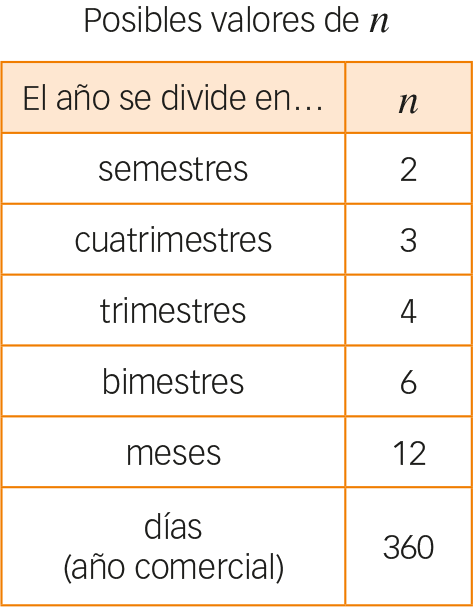 Posibles valores de n
El año se divide en... n
semestres 2
cuatrimestres 3
trimestres 4
bimestres 6
meses 12
días
(año comercial) 360